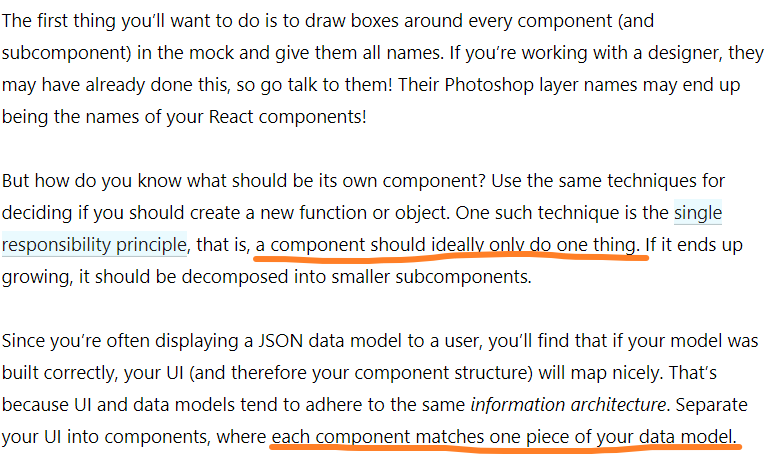 The first thing you'll want to do is to draw boxes around every component (and
subcomponent) in the mock and give them all names. If you're working with a designer, they
may have already done this, so go talk to them! Their Photoshop layer names may end up
being the names of your React components!
But how do you know what should be its own component? Use the same techniques for
deciding if you should create a new function or object. One such technique is the single
responsibility principle, that is, a component should ideally only do one thing. If it ends up
growing, it should be decomposed into smaller subcomponents.
Since you're often displaying a JSON data model to a user, you'll find that if your model was
built correctly, your UI (and therefore your component structure) will map nicely. That's
because UI and data models tend to adhere to the same information architecture. Separate
your UI into components, where each component matches one piece of your data model.